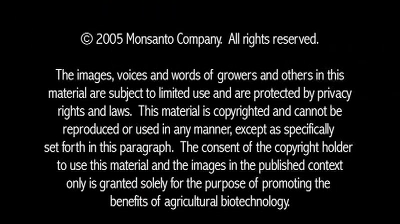 © 2005 Monsanto Company.  All rights reserved.
The images, voices and words of growers and others in this
material are subject to limited use and are protected by privacy
rights and laws.  This material is copyrighted and cannot be
reproduced or used in any manner, except as specifically
set forth in this paragraph.  The consent of the copyright holder
to use this material and the images in the published context
only is granted solely for the purpose of promoting the
benefits of agricultural biotechnology.